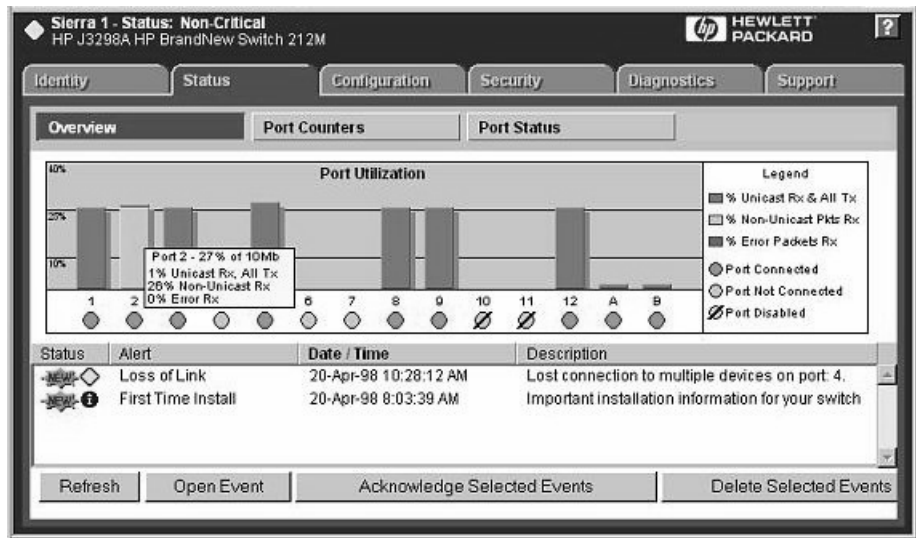 Sierra 1 - Status: Non-Critical
HP J3298A HP BrandNew Switch 212M
hp HEWLETT PACKARD
?
Identity Status Configuration Security Diagnostics Support
Overview Port Counters Port Status
40% Port Utilization
25%
10%
Port 2 - 27% of 10Mb
1% Unicast Rx, All Tx
26% Non-Unicast Rx
0% Error Rx
1 2 6 7 8 9 10 11 12 A B
Legend
% Unicast Rx & All Tx
% Non-Unicast Pkts Rx
% Error Packets Rx
Port Connected
Port Not Connected
Port Disabled
Status Alert Date / Time Description
NEW! Loss of Link 20-Apr-98 10:28:12 AM Lost connection to multiple devices on port 4.
NEW! i First Time Install 20-Apr-98 8:03:39 AM Important installation information for your switch
Refresh Open Event Acknowledge Selected Events Delete Selected Events